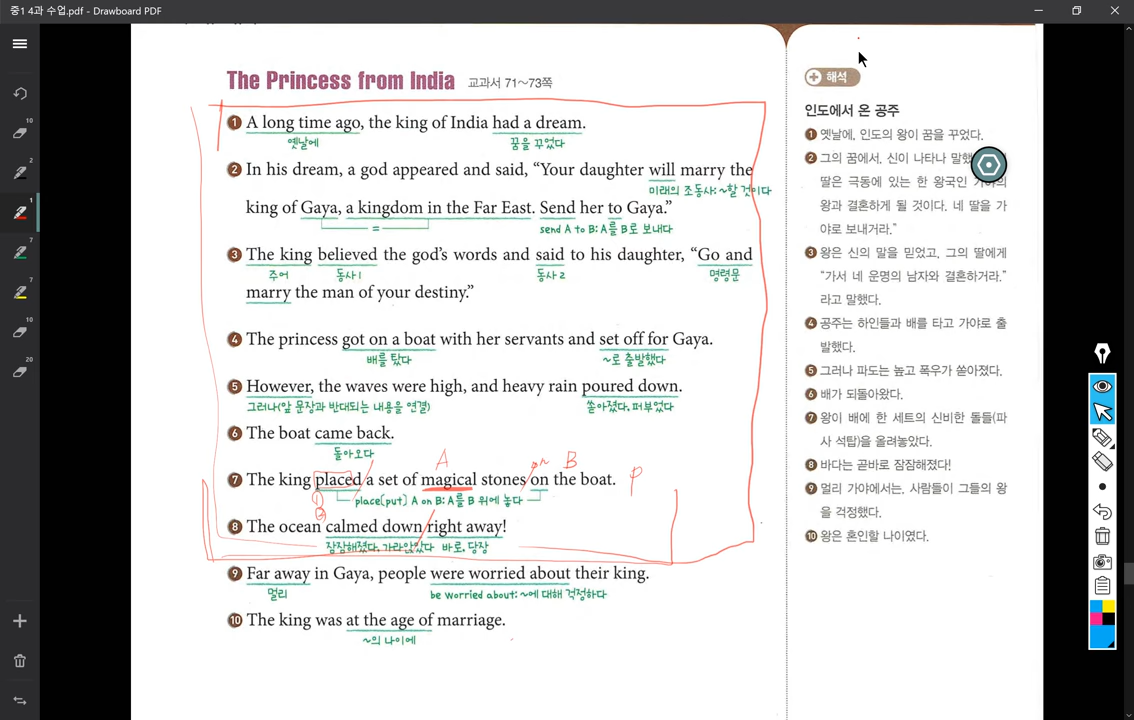 중1 4과 수업.pdf - Drawboard PDF
The Princess from India 교과서 71~73쪽
1 A long time ago, the king of India had a dream.
옛날에 꿈을 꾸었다
2 In his dream, a god appeared and said, “Your daughter will marry the
미래의 조동사: ~할 것이다
king of Gaya, a kingdom in the Far East. Send her to Gaya.”
= send A to B: A를 B로 보내다
3 The king believed the god’s words and said to his daughter, “Go and
주어 동사1 동사2 명령문
marry the man of your destiny.”
4 The princess got on a boat with her servants and set off for Gaya.
배를 탔다 ~로 출발했다
5 However, the waves were high, and heavy rain poured down.
그러나(앞 문장과 반대되는 내용을 연결) 쏟아졌다, 퍼부었다
6 The boat came back.
돌아오다
A on B
7 The king placed a set of magical stones on the boat. P
① place(put) A on B: A를 B 위에 놓다
②
8 The ocean calmed down right away!
잠잠해졌다, 가라앉았다 바로, 당장
9 Far away in Gaya, people were worried about their king.
멀리 be worried about: ~에 대해 걱정하다
10 The king was at the age of marriage.
~의 나이에
해석
인도에서 온 공주
1 옛날에, 인도의 왕이 꿈을 꾸었다.
2 그의 꿈에서, 신이 나타나 말했
딸은 극동에 있는 한 왕국인 가야의
왕과 결혼하게 될 것이다. 네 딸을 가
야로 보내거라.”
3 왕은 신의 말을 믿었고, 그의 딸에게
“가서 네 운명의 남자와 결혼하거라.”
라고 말했다.
4 공주는 하인들과 배를 타고 가야로 출
발했다.
5 그러나 파도는 높고 폭우가 쏟아졌다.
6 배가 되돌아왔다.
7 왕이 배에 한 세트의 신비한 돌들(파
사 석탑)을 올려놓았다.
8 바다는 곧바로 잠잠해졌다!
9 멀리 가야에서는, 사람들이 그들의 왕
을 걱정했다.
10 왕은 혼인할 나이였다.
10
2
1
7
7
10
20